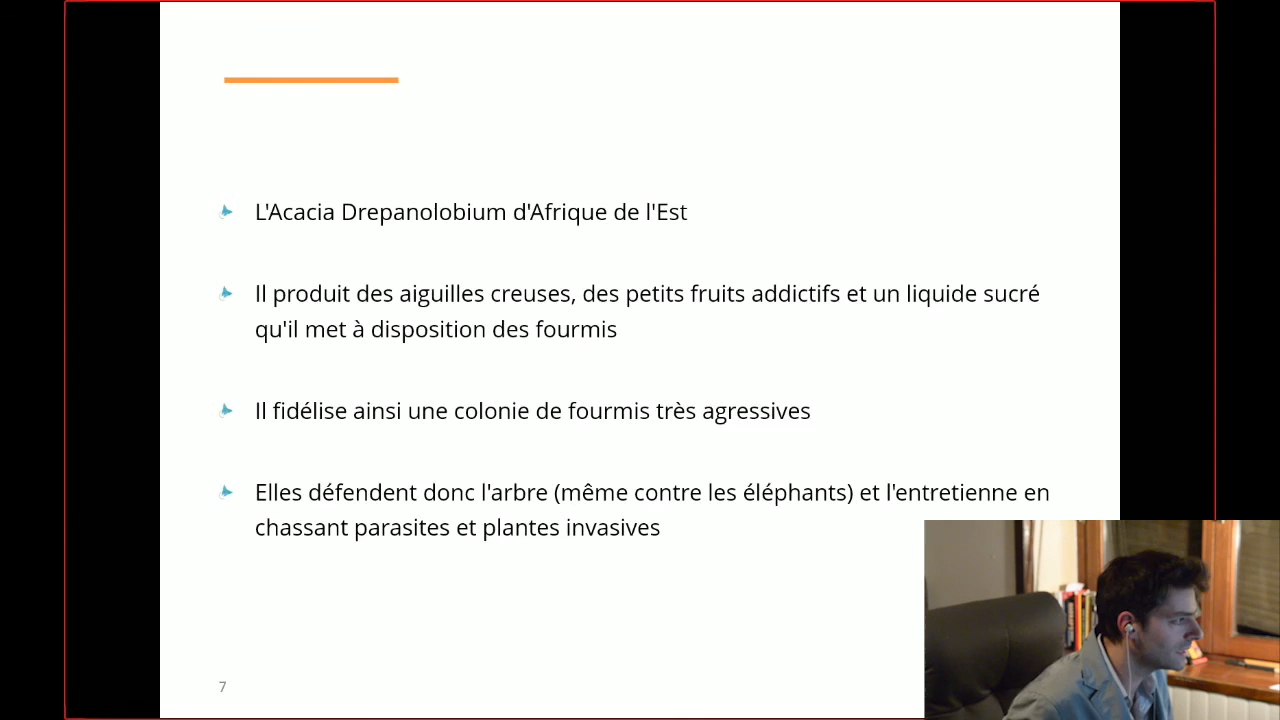 L'Acacia Drepanolobium d'Afrique de l'Est
Il produit des aiguilles creuses, des petits fruits addictifs et un liquide sucré
qu'il met à disposition des fourmis
Il fidélise ainsi une colonie de fourmis très agressives
Elles défendent donc l'arbre (même contre les éléphants) et l'entretienne en
chassant parasites et plantes invasives
7